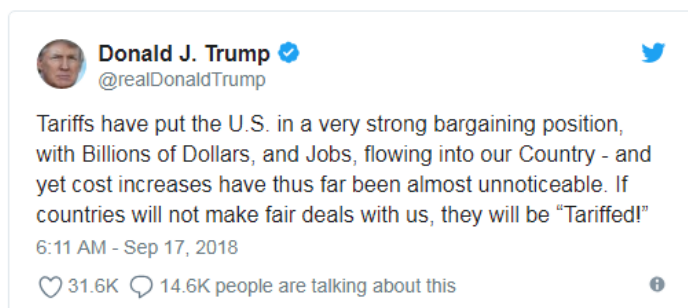 Donald J. Trump
@realDonaldTrump
Tariffs have put the U.S. in a very strong bargaining position,
with Billions of Dollars, and Jobs, flowing into our Country - and
yet cost increases have thus far been almost unnoticeable. If
countries will not make fair deals with us, they will be “Tariffed!”
6:11 AM - Sep 17, 2018
31.6K 14.6K people are talking about this